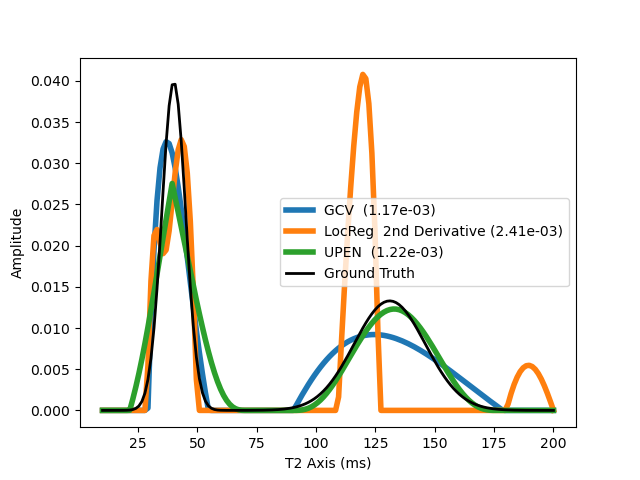 0.040
0.035
0.030
0.025
0.020
0.015
0.010
0.005
0.000
Amplitude
GCV (1.17e-03)
LocReg 2nd Derivative (2.41e-03)
UPEN (1.22e-03)
Ground Truth
25 50 75 100 125 150 175 200
T2 Axis (ms)